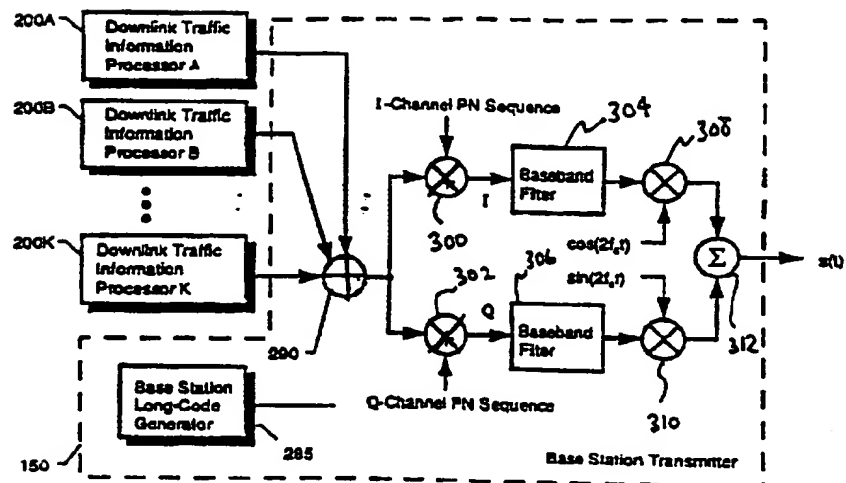 200A
Downlink Traffic
Information
Processor A
200B
Downlink Traffic
Information
Processor B
200K
Downlink Traffic
Information
Processor K
290
Base Station
Long-Code
Generator
285
150
I-Channel PN Sequence
300
I
304
Baseband
Filter
308
cos(2f₀t)
302
Q
306
Baseband
Filter
sin(2f₀t)
310
Σ
312
s(t)
Q-Channel PN Sequence
Base Station Transmitter